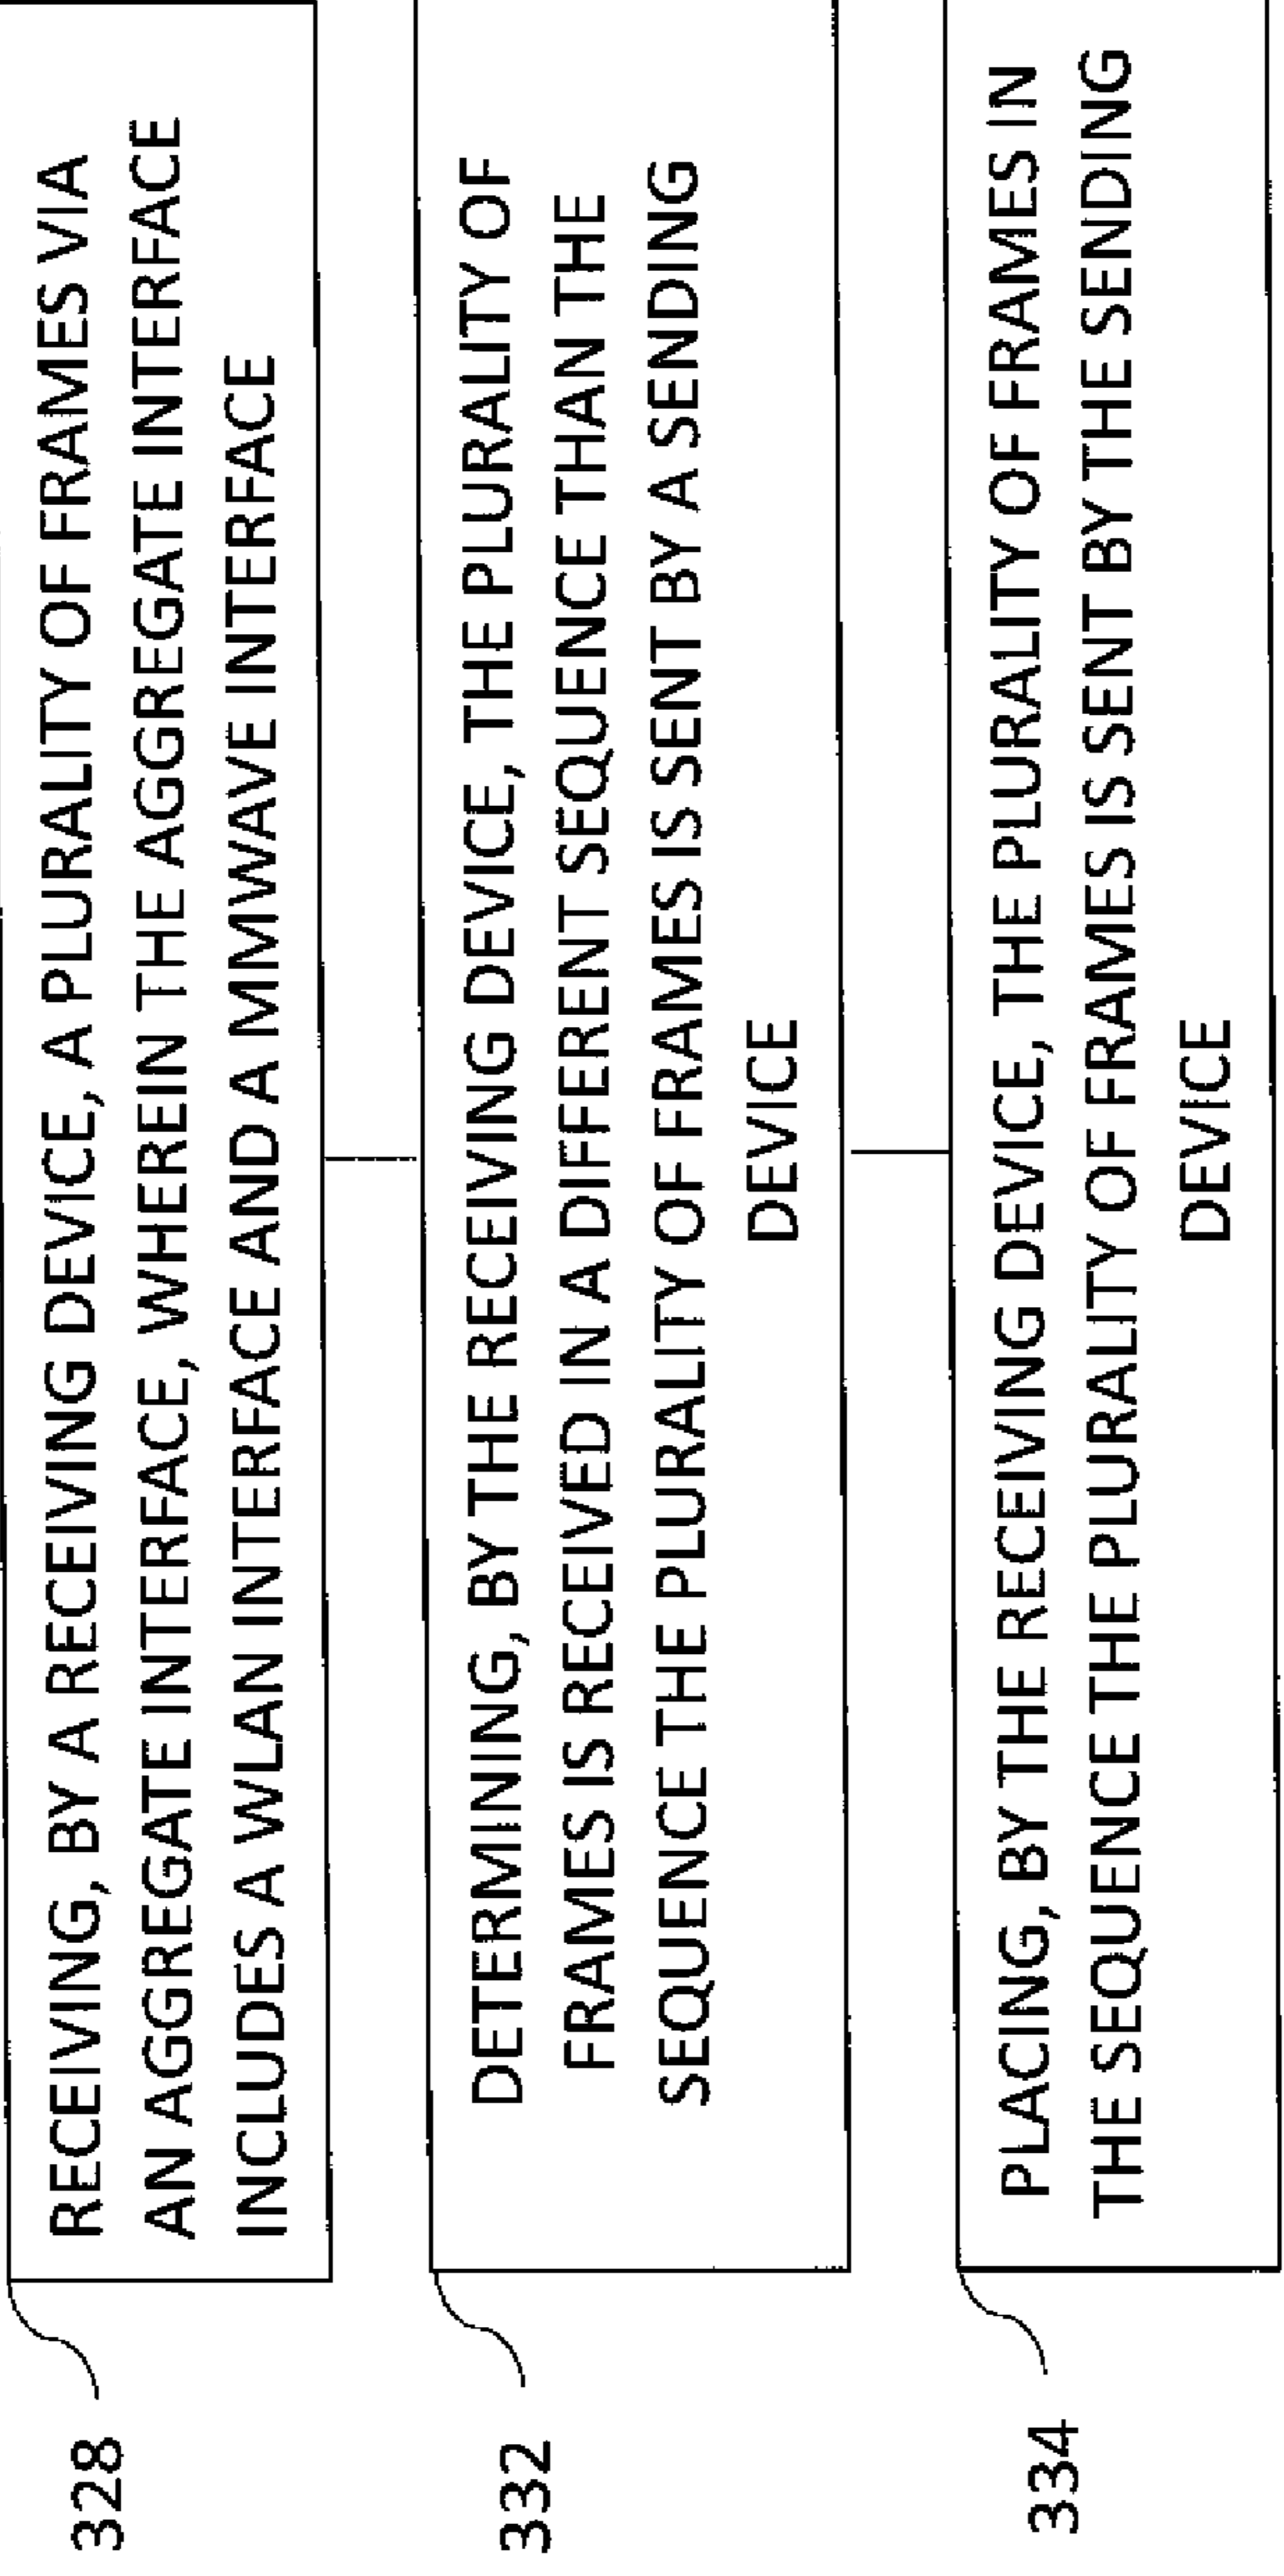 RECEIVING, BY A RECEIVING DEVICE, A PLURALITY OF FRAMES VIA
AN AGGREGATE INTERFACE, WHEREIN THE AGGREGATE INTERFACE
INCLUDES A WLAN INTERFACE AND A MMWAVE INTERFACE
328
DETERMINING, BY THE RECEIVING DEVICE, THE PLURALITY OF
FRAMES IS RECEIVED IN A DIFFERENT SEQUENCE THAN THE
SEQUENCE THE PLURALITY OF FRAMES IS SENT BY A SENDING
DEVICE
332
PLACING, BY THE RECEIVING DEVICE, THE PLURALITY OF FRAMES IN
THE SEQUENCE THE PLURALITY OF FRAMES IS SENT BY THE SENDING
DEVICE
334